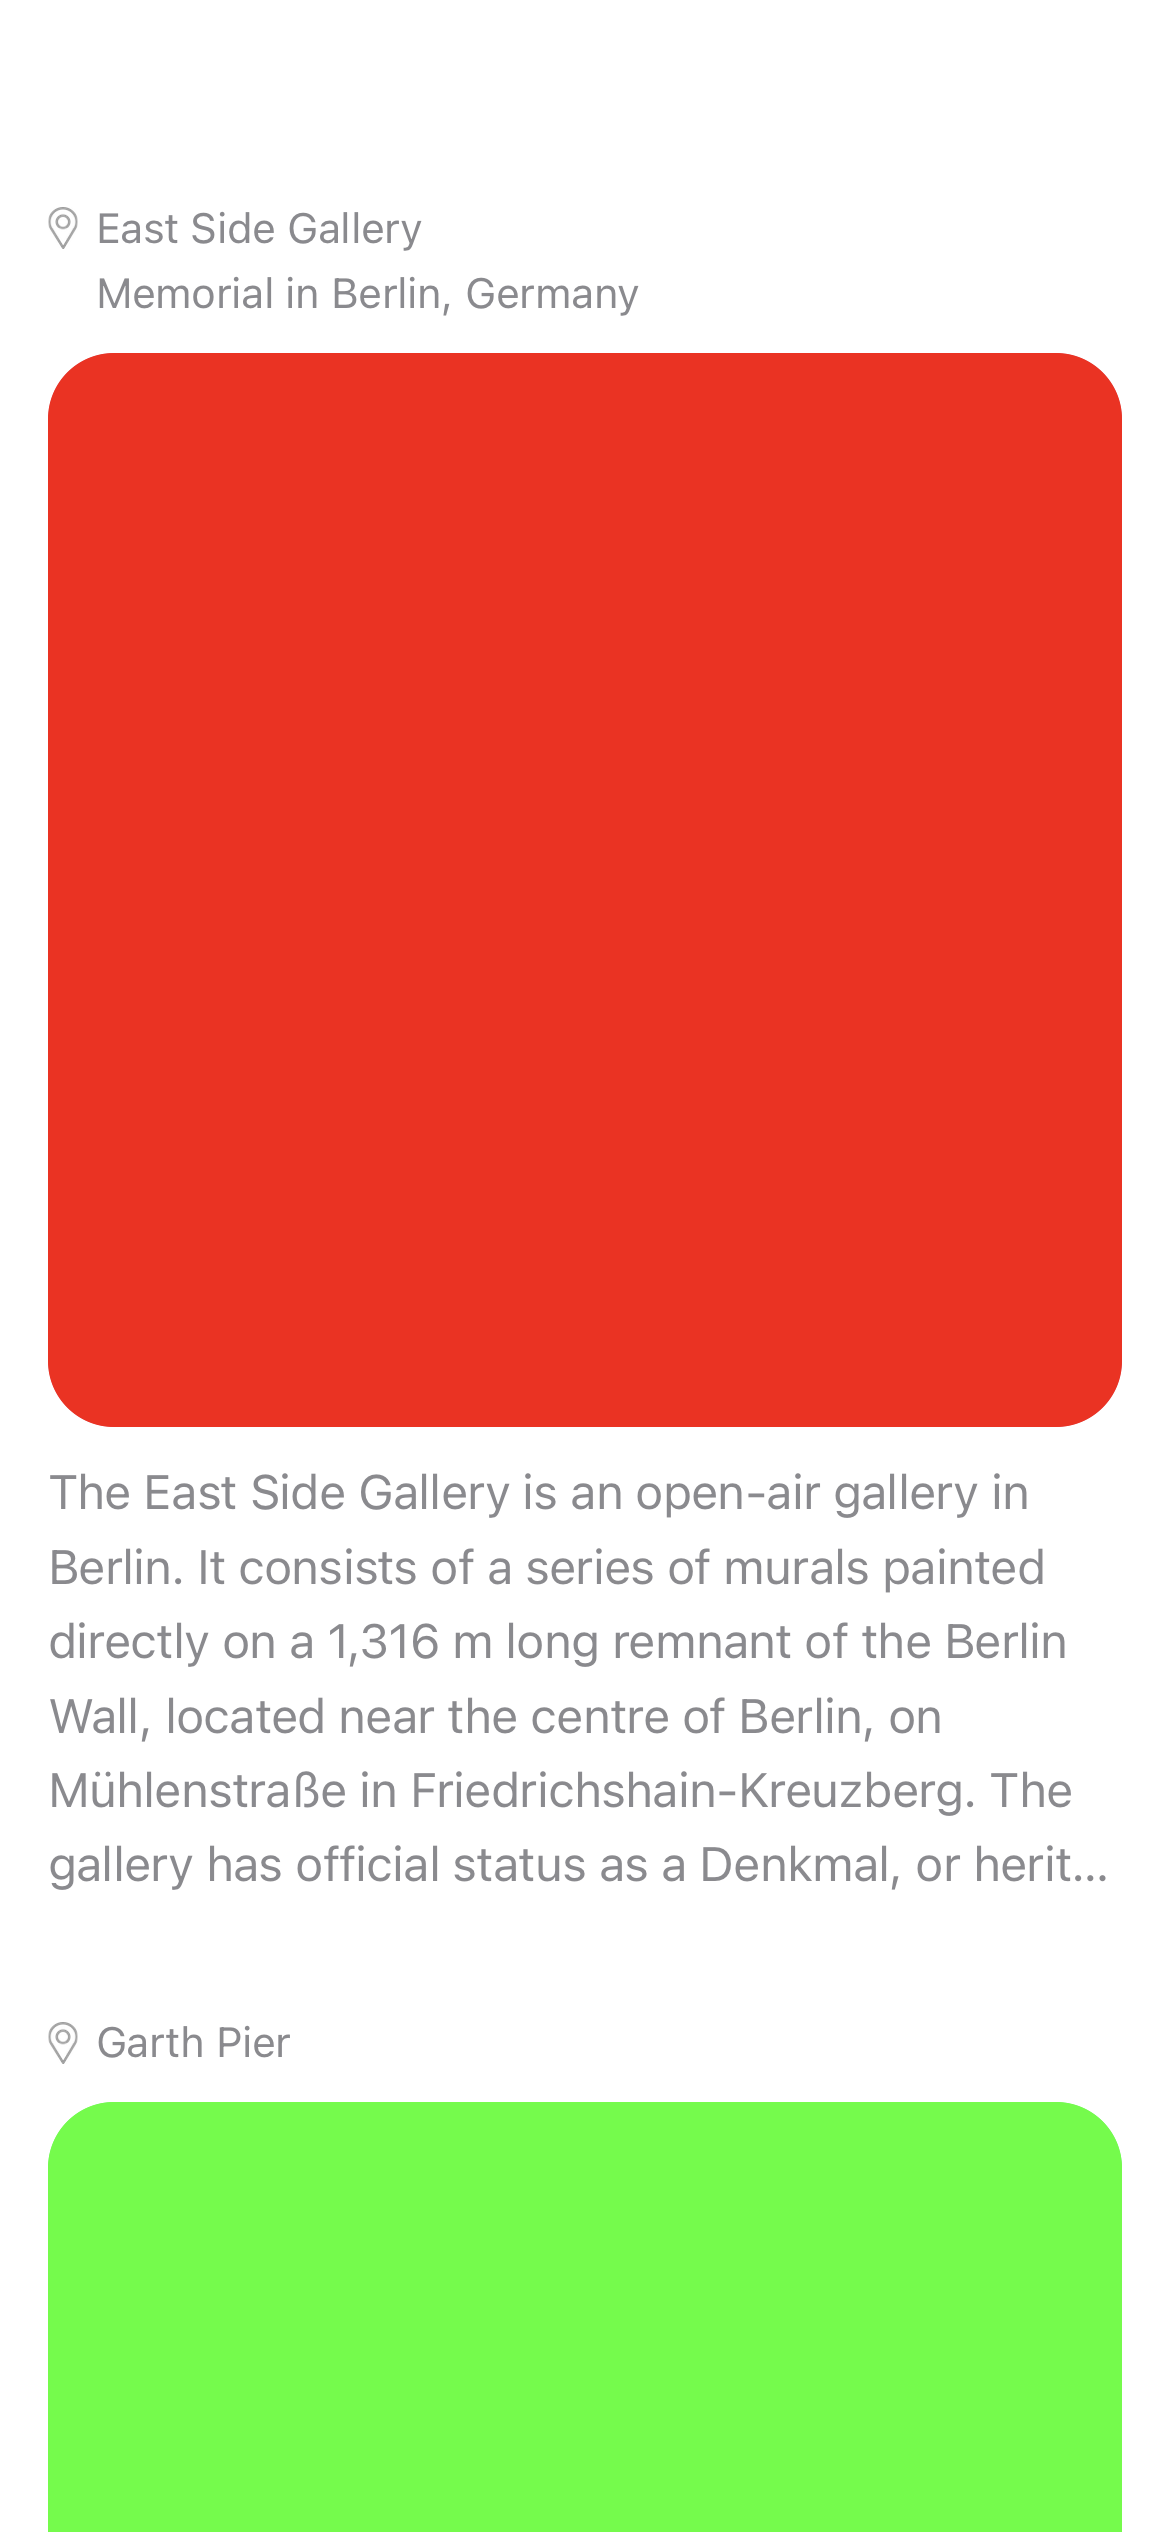 East Side Gallery
Memorial in Berlin, Germany
The East Side Gallery is an open-air gallery in
Berlin. It consists of a series of murals painted
directly on a 1,316 m long remnant of the Berlin
Wall, located near the centre of Berlin, on
Mühlenstraße in Friedrichshain-Kreuzberg. The
gallery has official status as a Denkmal, or herit...
Garth Pier